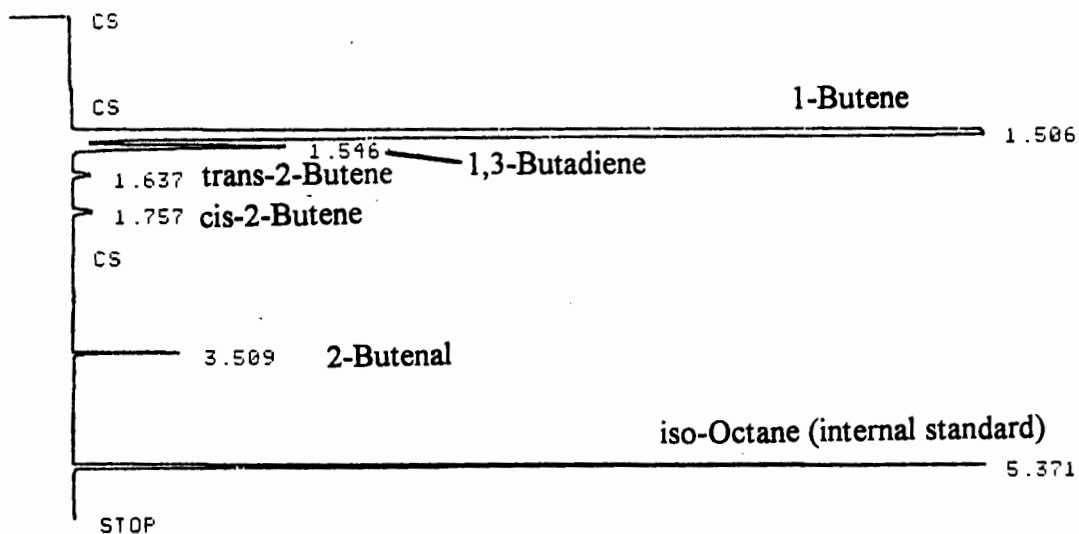 CS
CS
1-Butene
1.506
1.546
1,3-Butadiene
1.637 trans-2-Butene
1.757 cis-2-Butene
CS
3.509 2-Butenal
iso-Octane (internal standard)
5.371
STOP